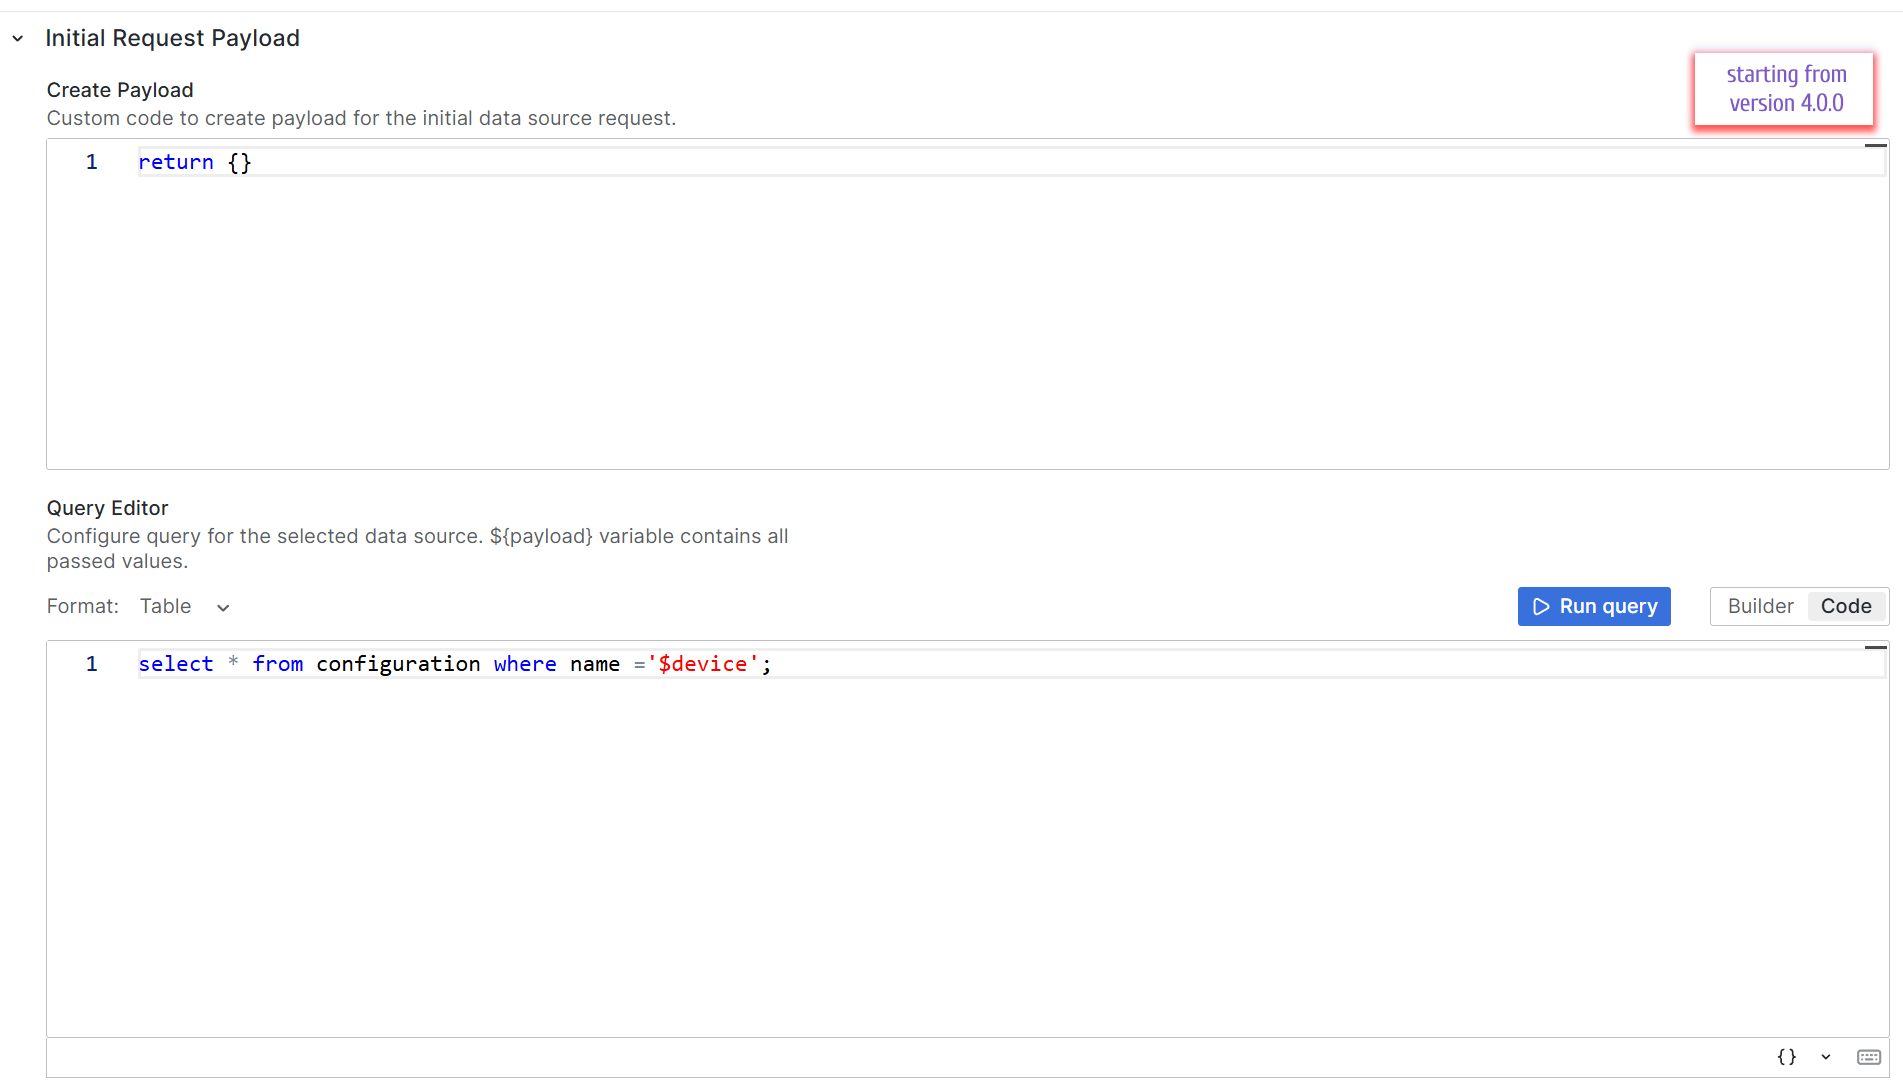 Initial Request Payload
starting from
version 4.0.0
Create Payload
Custom code to create payload for the initial data source request.
1 return {}
Query Editor
Configure query for the selected data source. ${payload} variable contains all
passed values.
Format: Table Run query Builder Code
1 select * from configuration where name ='$device';
{}